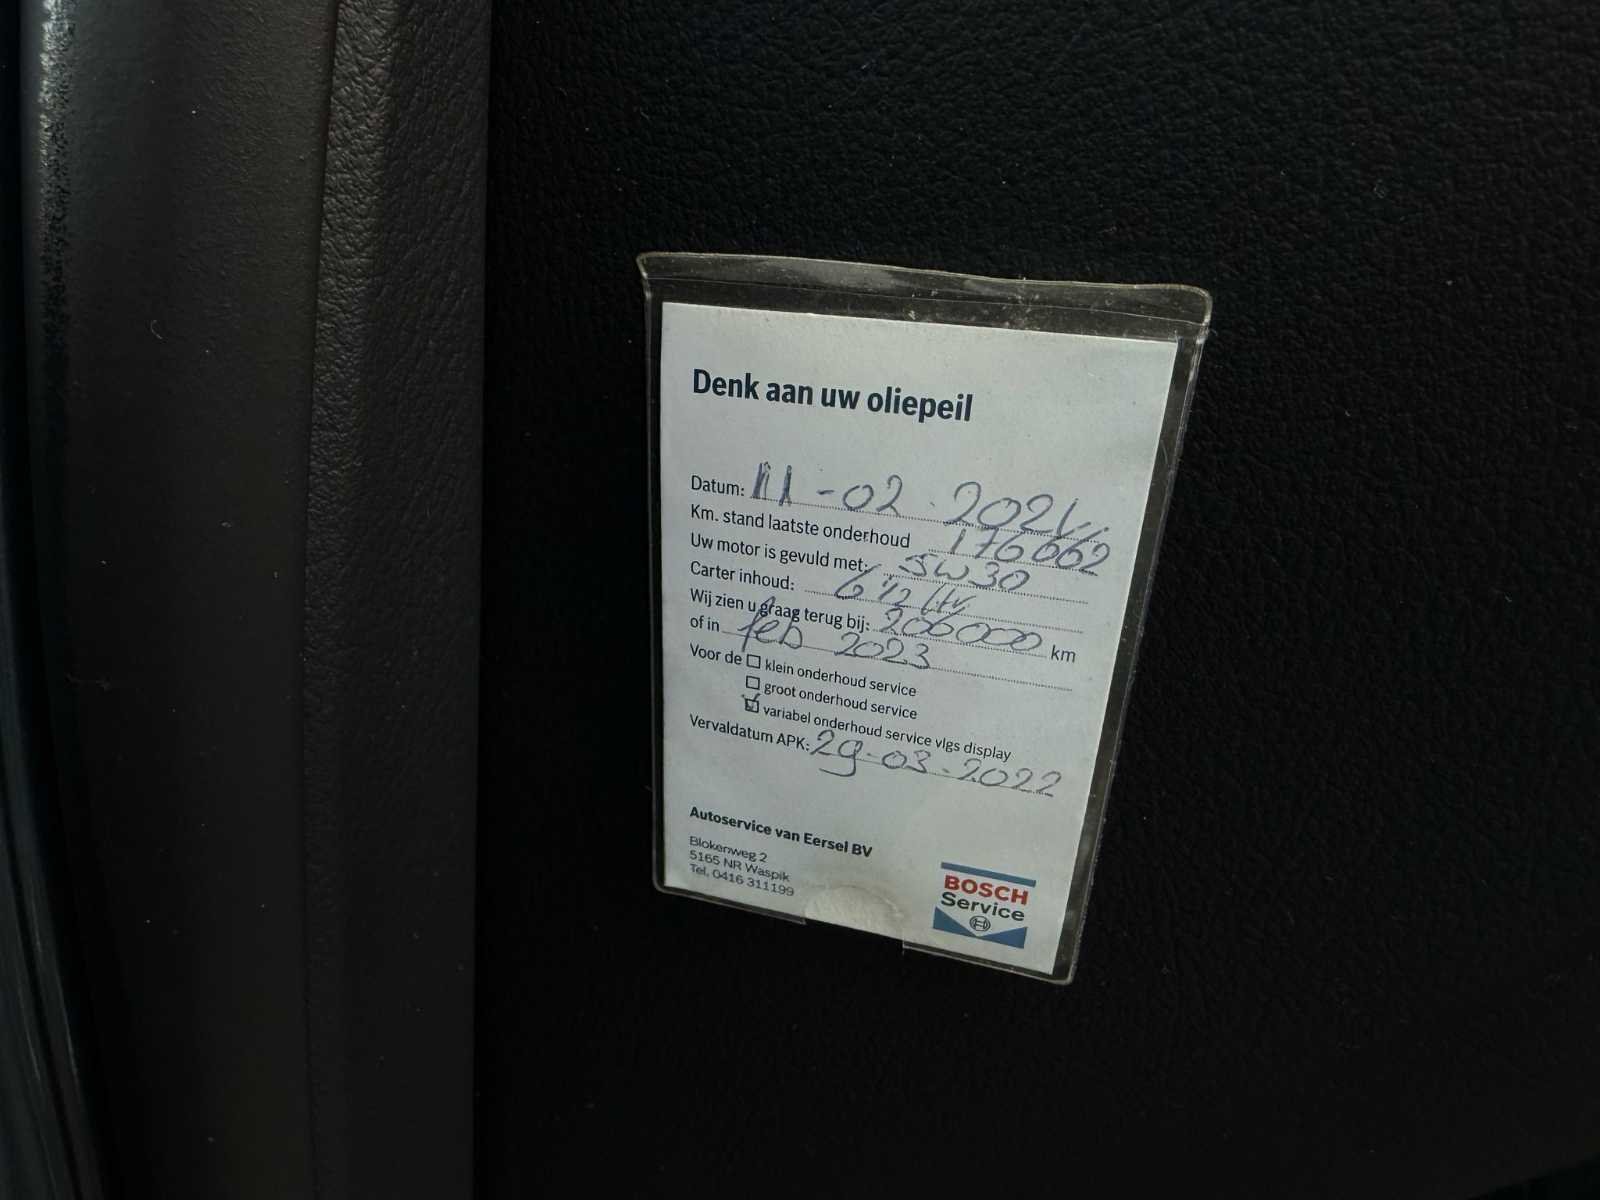 Denk aan uw oliepeil
Datum: 11-02-2021
Km. stand laatste onderhoud 176662
Uw motor is gevuld met: 5W30
Carter inhoud: 6 1/2 ltr
Wij zien u graag terug bij: 206000 km
of in feb 2023
Voor de klein onderhoud service
groot onderhoud service
variabel onderhoud service vlgs display
Vervaldatum APK: 29-03-2022
Autoservice van Eersel BV
Blokenweg 2
5165 NR Waspik
Tel. 0416 311199
BOSCH
Service